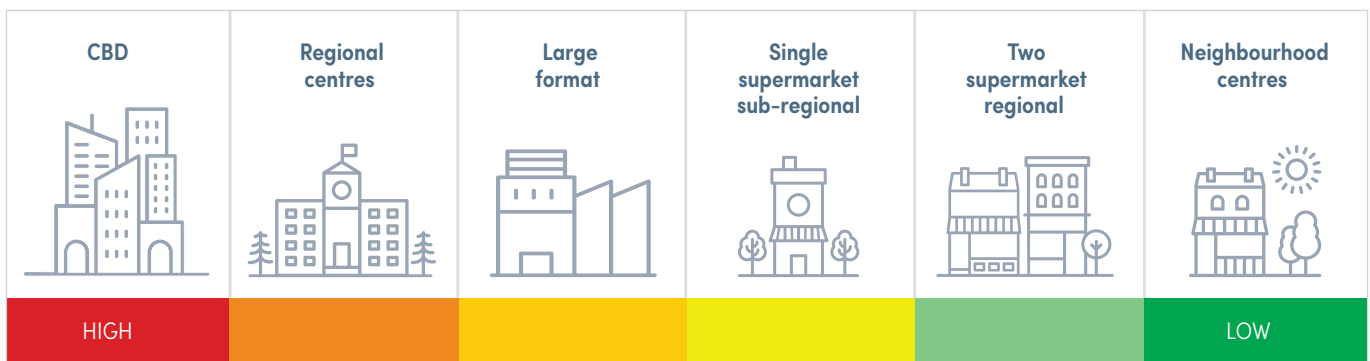 CBD
Regional
centres
Large
format
Single
supermarket
sub-regional
Two
supermarket
regional
Neighbourhood
centres
HIGH
LOW